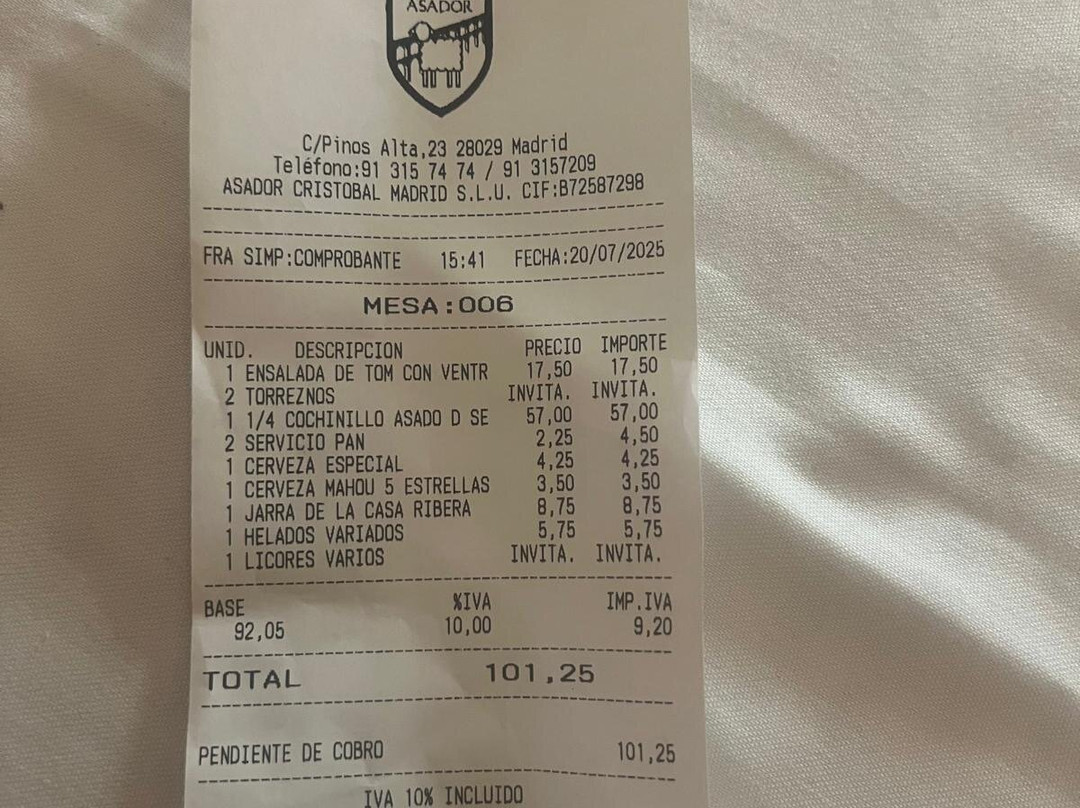 ASADOR
C/Pinos Alta,23 28029 Madrid
Teléfono:91 315 74 74 / 91 3157209
ASADOR CRISTOBAL MADRID S.L.U. CIF:B72587298
FRA SIMP:COMPROBANTE 15:41 FECHA:20/07/2025
MESA:006
UNID. DESCRIPCION PRECIO IMPORTE
1 ENSALADA DE TOM CON VENTR 17,50 17,50
2 TORREZNOS INVITA. INVITA.
1 1/4 COCHINILLO ASADO D SE 57,00 57,00
2 SERVICIO PAN 2,25 4,50
1 CERVEZA ESPECIAL 4,25 4,25
1 CERVEZA MAHOU 5 ESTRELLAS 3,50 3,50
1 JARRA DE LA CASA RIBERA 8,75 8,75
1 HELADOS VARIADOS 5,75 5,75
1 LICORES VARIOS INVITA. INVITA.
BASE %IVA IMP.IVA
92,05 10,00 9,20
TOTAL 101,25
PENDIENTE DE COBRO 101,25
IVA 10% INCLUIDO